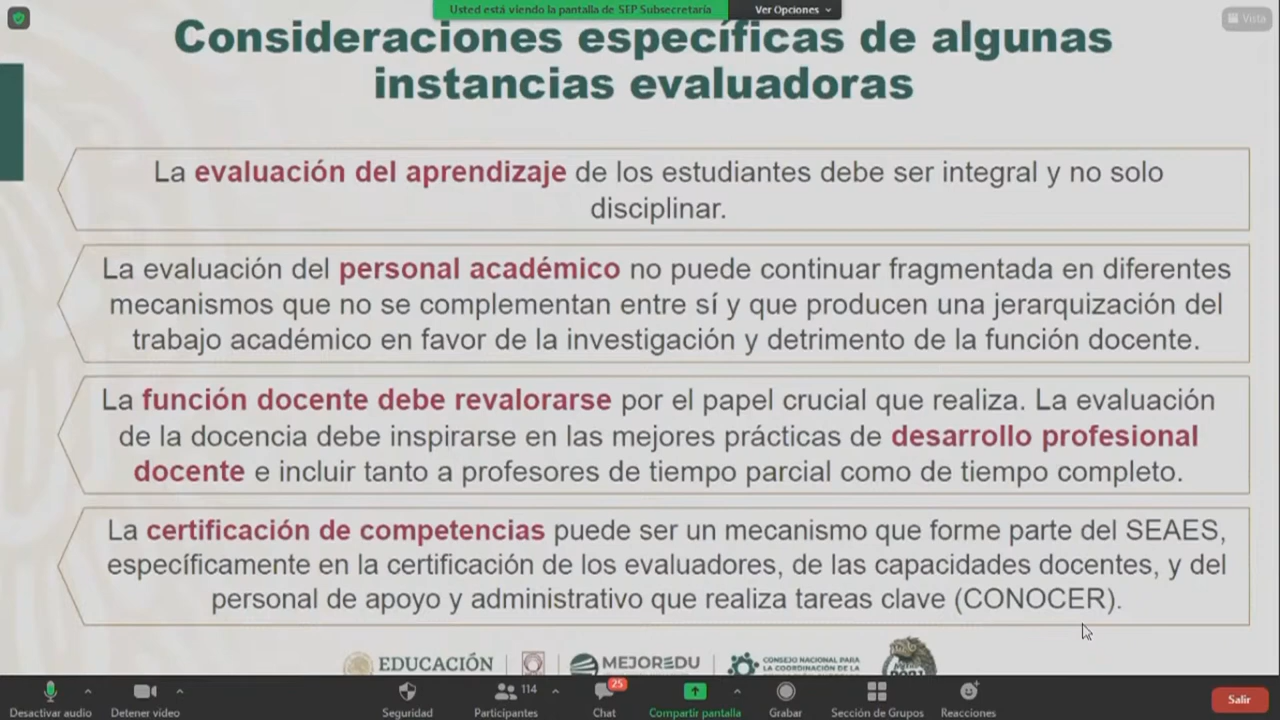 Usted está viendo la pantalla de SEP Subsecretaría
Ver Opciones
Vista
Consideraciones específicas de algunas
instancias evaluadoras
La evaluación del aprendizaje de los estudiantes debe ser integral y no solo
disciplinar.
La evaluación del personal académico no puede continuar fragmentada en diferentes
mecanismos que no se complementan entre sí y que producen una jerarquización del
trabajo académico en favor de la investigación y detrimento de la función docente.
La función docente debe revalorarse por el papel crucial que realiza. La evaluación
de la docencia debe inspirarse en las mejores prácticas de desarrollo profesional
docente e incluir tanto a profesores de tiempo parcial como de tiempo completo.
La certificación de competencias puede ser un mecanismo que forme parte del SEAES,
específicamente en la certificación de los evaluadores, de las capacidades docentes, y del
personal de apoyo y administrativo que realiza tareas clave (CONOCER).
EDUCACIÓN
MEJOREDU
CONSEJO NACIONAL PARA
LA COORDINACIÓN DE LA
114
25
Desactivar audio
Detener video
Seguridad
Participantes
Chat
Compartir pantalla
Grabar
Sección de Grupos
Reacciones
Salir